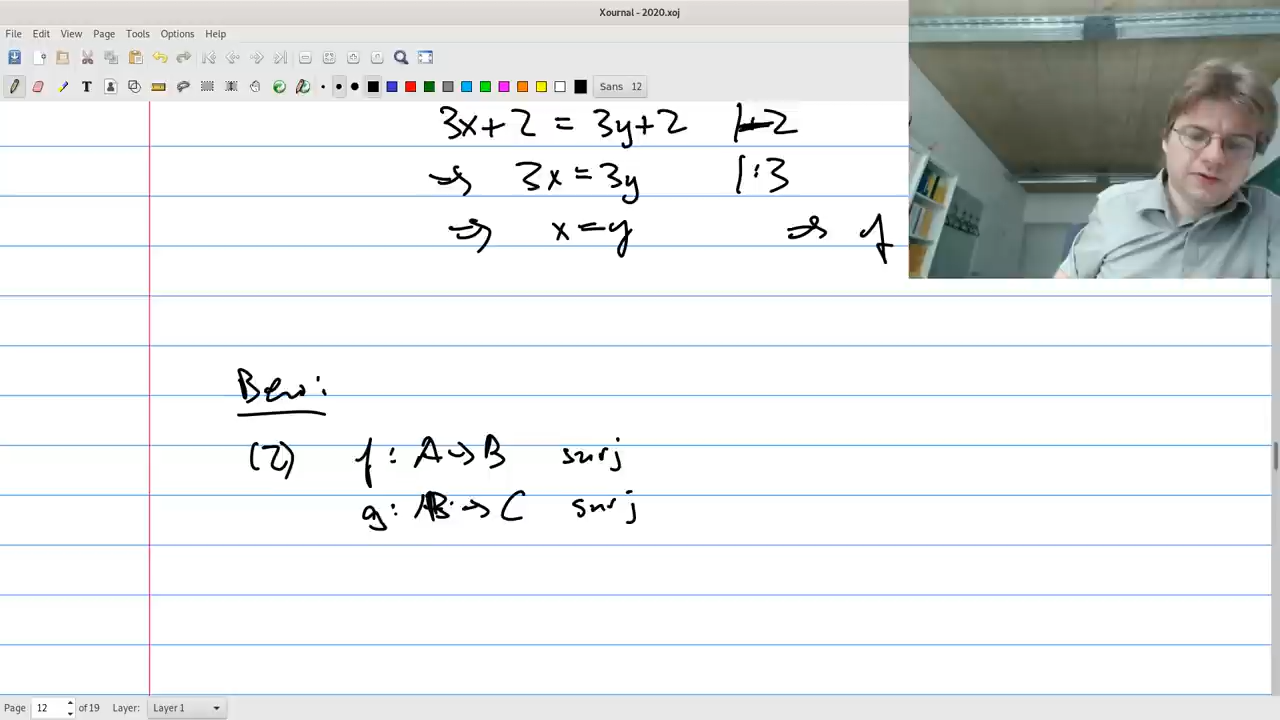 Xournal - 2020.xoj
File Edit View Page Tools Options Help
Sans 12
3x+2 = 3y+2 |-2
⇒ 3x = 3y |:3
⇒ x = y ⇒ f
Bew:
(2) f: A → B surj
g: B → C surj
Page 12 of 19 Layer: Layer 1